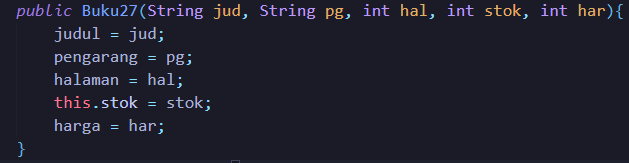 public Buku27(String jud, String pg, int hal, int stok, int har){
judul = jud;
pengarang = pg;
halaman = hal;
this.stok = stok;
harga = har;
}